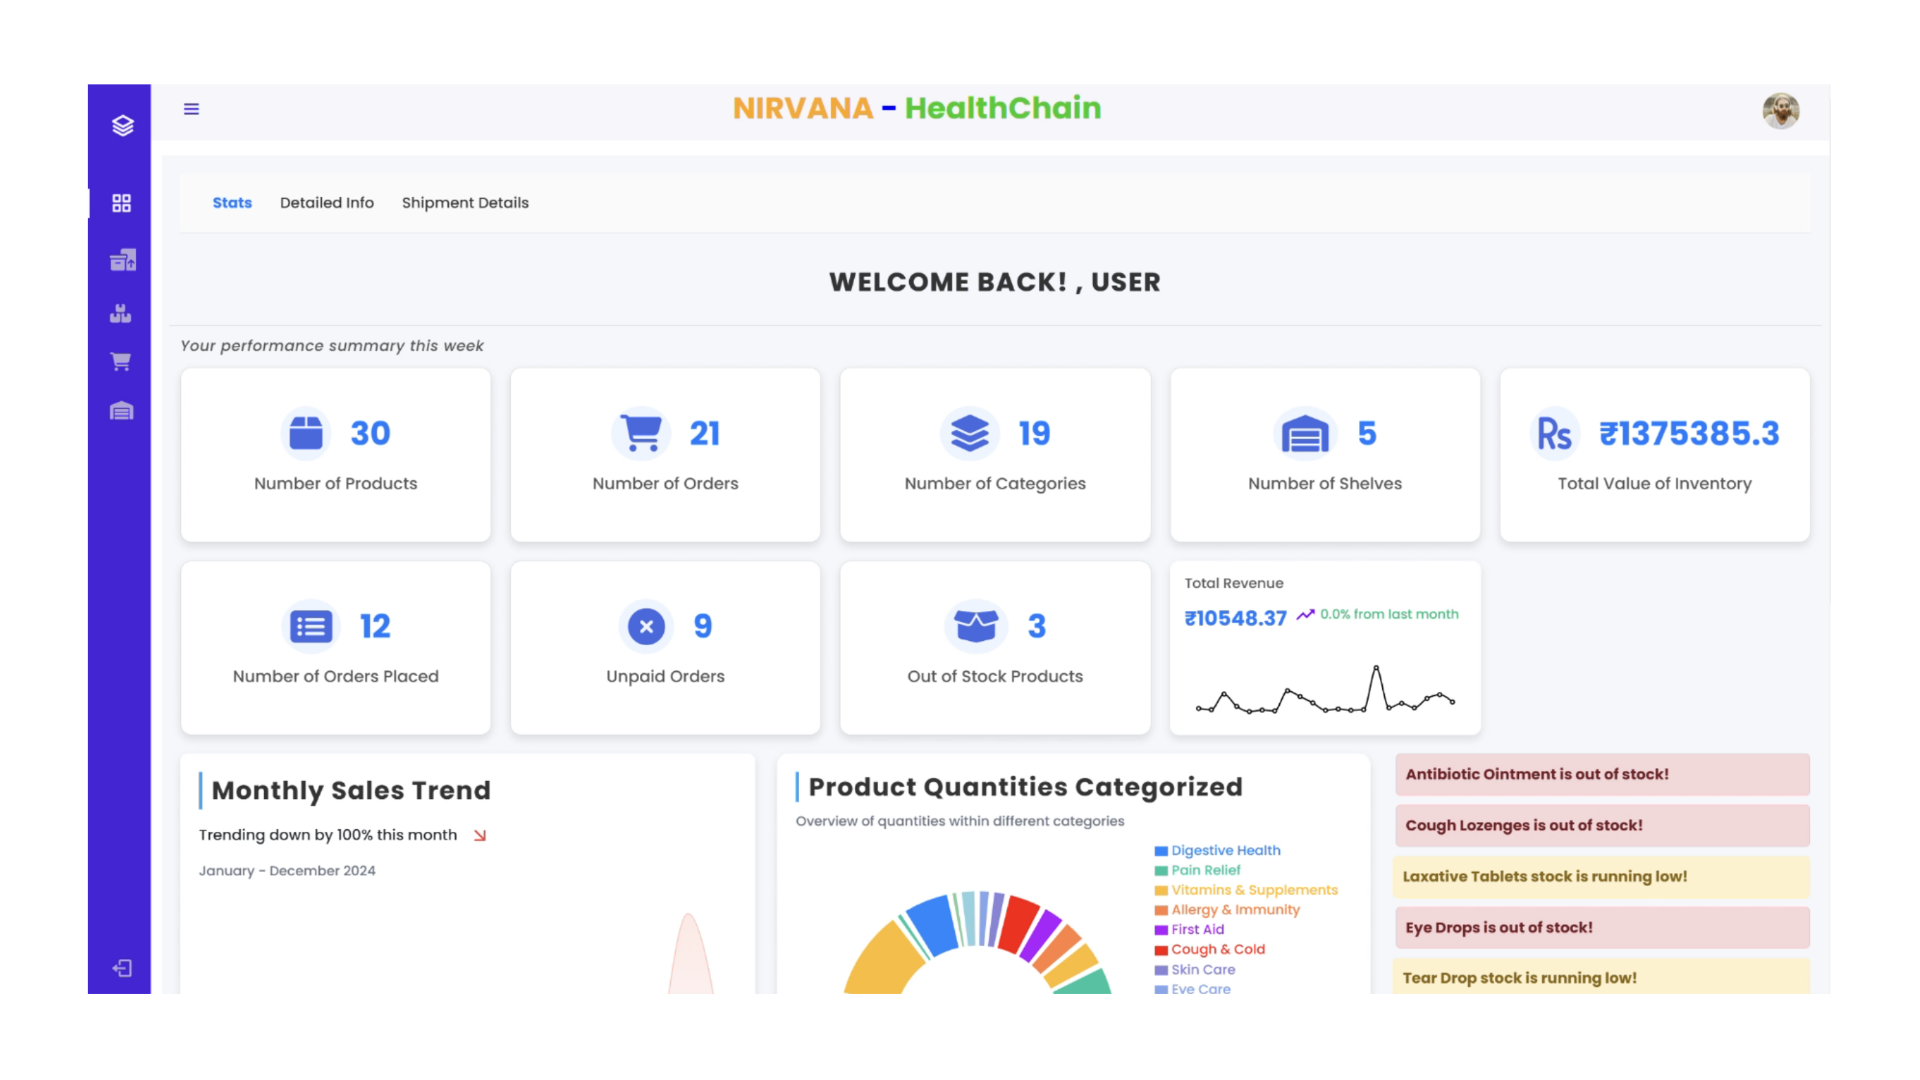 NIRVANA - HealthChain
Stats Detailed Info Shipment Details
WELCOME BACK! , USER
Your performance summary this week
30
Number of Products
21
Number of Orders
19
Number of Categories
5
Number of Shelves
Rs ₹1375385.3
Total Value of Inventory
12
Number of Orders Placed
9
Unpaid Orders
3
Out of Stock Products
Total Revenue
₹10548.37 0.0% from last month
Monthly Sales Trend
Trending down by 100% this month
January - December 2024
Product Quantities Categorized
Overview of quantities within different categories
Digestive Health
Pain Relief
Vitamins & Supplements
Allergy & Immunity
First Aid
Cough & Cold
Skin Care
Eye Care
Antibiotic Ointment is out of stock!
Cough Lozenges is out of stock!
Laxative Tablets stock is running low!
Eye Drops is out of stock!
Tear Drop stock is running low!